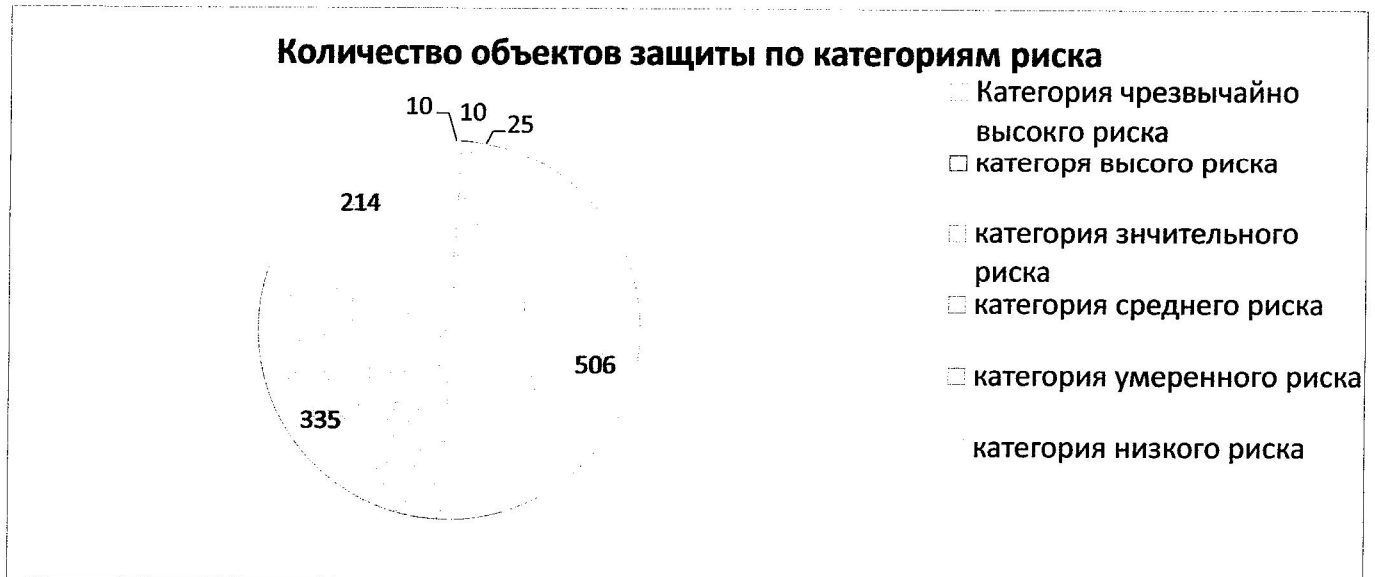 Количество объектов защиты по категориям риска
10
10
25
214
506
335
Категория чрезвычайно
высокго риска
категоря высого риска
категория знчительного
риска
категория среднего риска
категория умеренного риска
категория низкого риска